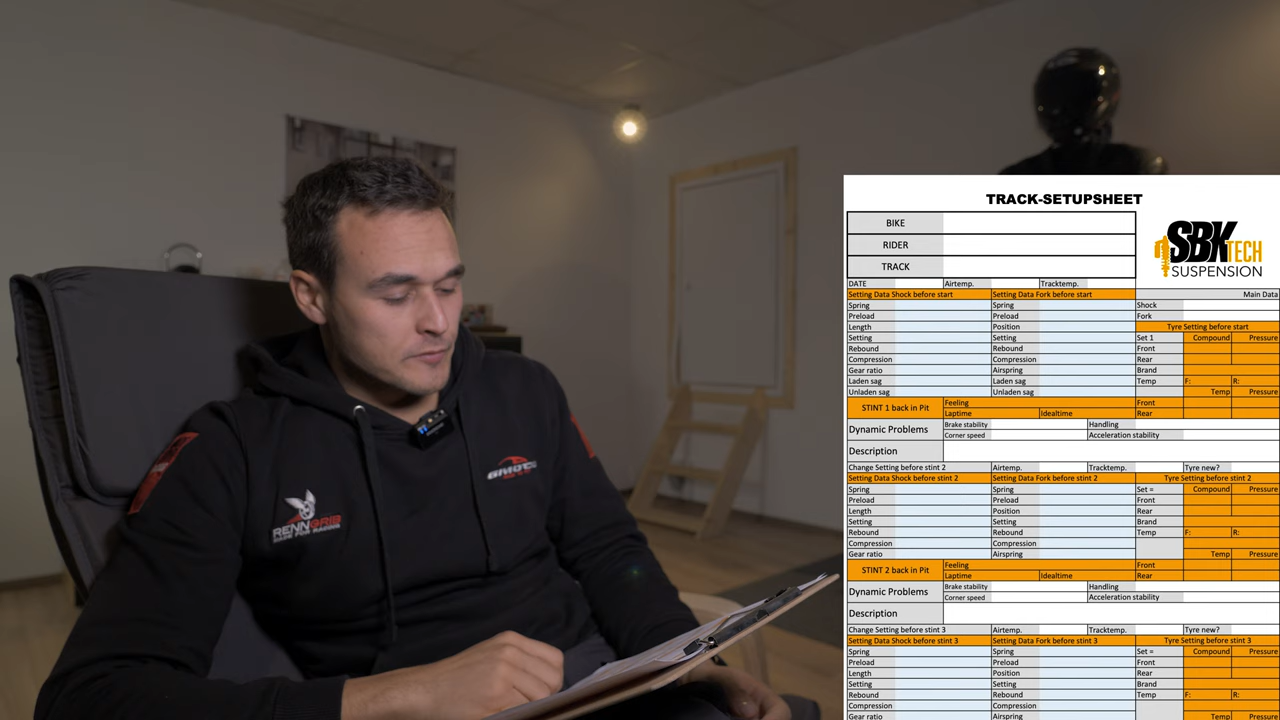 TRACK-SETUPSHEET
BIKE
RIDER
TRACK
SBK TECH
SUSPENSION
DATE Airtemp. Tracktemp.
Setting Data Shock before start Setting Data Fork before start Main Data
Spring Spring Shock
Preload Preload Fork
Length Position Tyre Setting before start
Setting Setting Set 1 Compound Pressure
Rebound Rebound Front
Compression Compression Rear
Gear ratio Airspring Brand
Laden sag Laden sag Temp F: R:
Unladen sag Unladen sag Temp Pressure
STINT 1 back in Pit Feeling Front
Laptime Idealtime Rear
Dynamic Problems Brake stability Handling
Corner speed Acceleration stability
Description
Change Setting before stint 2 Airtemp. Tracktemp. Tyre new?
Setting Data Shock before stint 2 Setting Data Fork before stint 2 Tyre Setting before stint 2
Spring Spring Set = Compound Pressure
Preload Preload Front
Length Position Rear
Setting Setting Brand
Rebound Rebound Temp F: R:
Compression Compression
Gear ratio Airspring Temp Pressure
STINT 2 back in Pit Feeling Front
Laptime Idealtime Rear
Dynamic Problems Brake stability Handling
Corner speed Acceleration stability
Description
Change Setting before stint 3 Airtemp. Tracktemp. Tyre new?
Setting Data Shock before stint 3 Setting Data Fork before stint 3 Tyre Setting before stint 3
Spring Spring Set = Compound Pressure
Preload Preload Front
Length Position Rear
Setting Setting Brand
Rebound Rebound Temp F: R:
Compression Compression
Gear ratio Airspring Temp Pressure
RENNGRIB